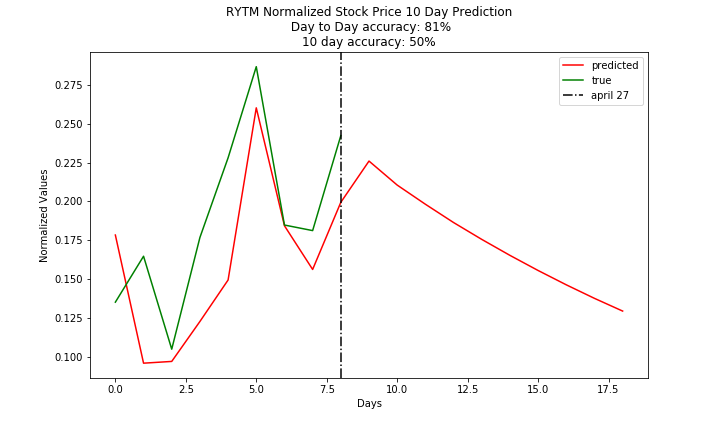 RYTM Normalized Stock Price 10 Day Prediction
Day to Day accuracy: 81%
10 day accuracy: 50%
predicted
true
april 27
Normalized Values
0.275
0.250
0.225
0.200
0.175
0.150
0.125
0.100
0.0
2.5
5.0
7.5
10.0
12.5
15.0
17.5
Days